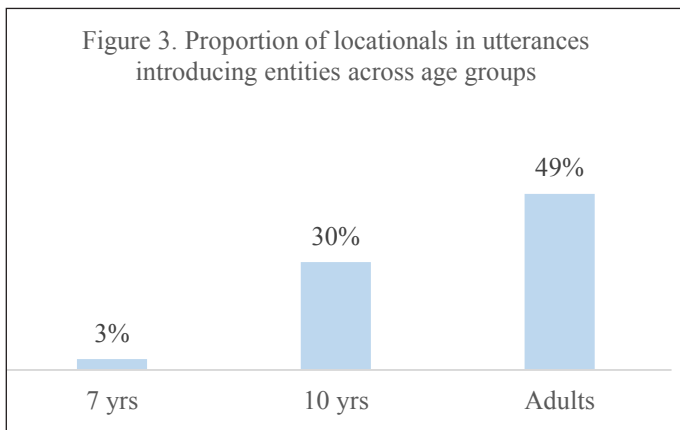 Figure 3. Proportion of locationals in utterances
introducing entities across age groups
49%
30%
3%
7 yrs
10 yrs
Adults